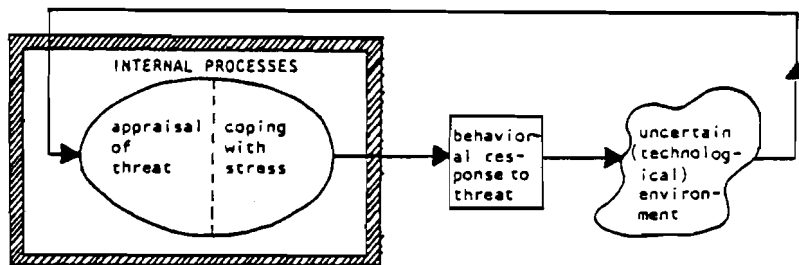 INTERNAL PROCESSES
appraisal
of
threat
coping
with
stress
behavior-
al res-
ponse to
threat
uncertain
(technolog-
ical)
environ-
ment